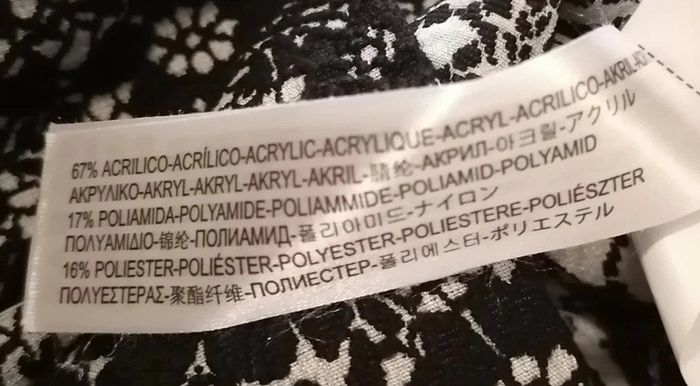 67% ACRILICO-ACRÍLICO-ACRYLIC-ACRYLIQUE-ACRYL-ACRILICO-AKRILAC
ΑΚΡΥΛΙΚΟ-AKRYL-AKRYL-AKRYL-AKRIL-腈纶-АКРИЛ-아크릴-アクリル
17% POLIAMIDA-POLYAMIDE-POLIAMMIDE-POLIAMID-POLYAMID
ΠΟΛΥΑΜΙΔΙΟ-锦纶-ПОЛИАМИД-폴리아미드-ナイロン
16% POLIESTER-POLIÉSTER-POLYESTER-POLIESTERE-POLIÉSZTER
ΠΟΛΥΕΣΤΕΡΑΣ-聚酯纤维-ПОЛИЕСТЕР-폴리에스터-ポリエステル